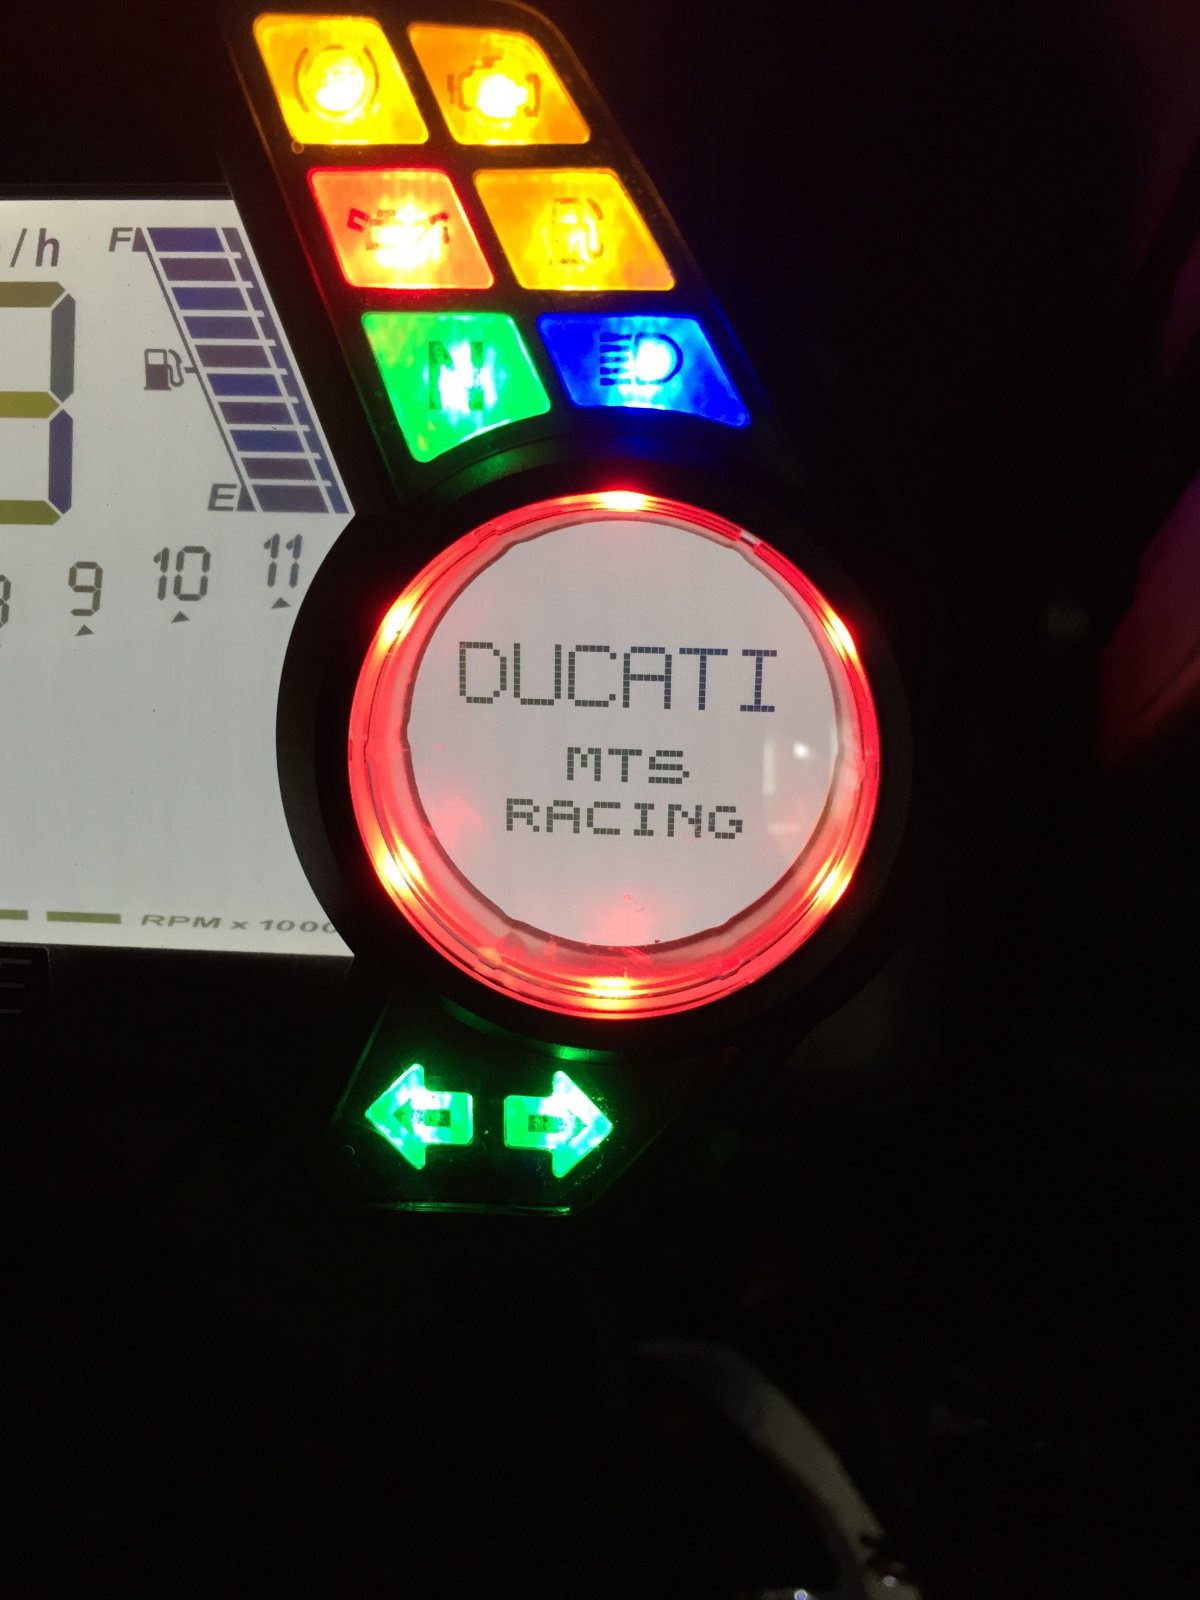 /h
F
E
9
10
11
N
DUCATI
MTS
RACING
RPM x 1000